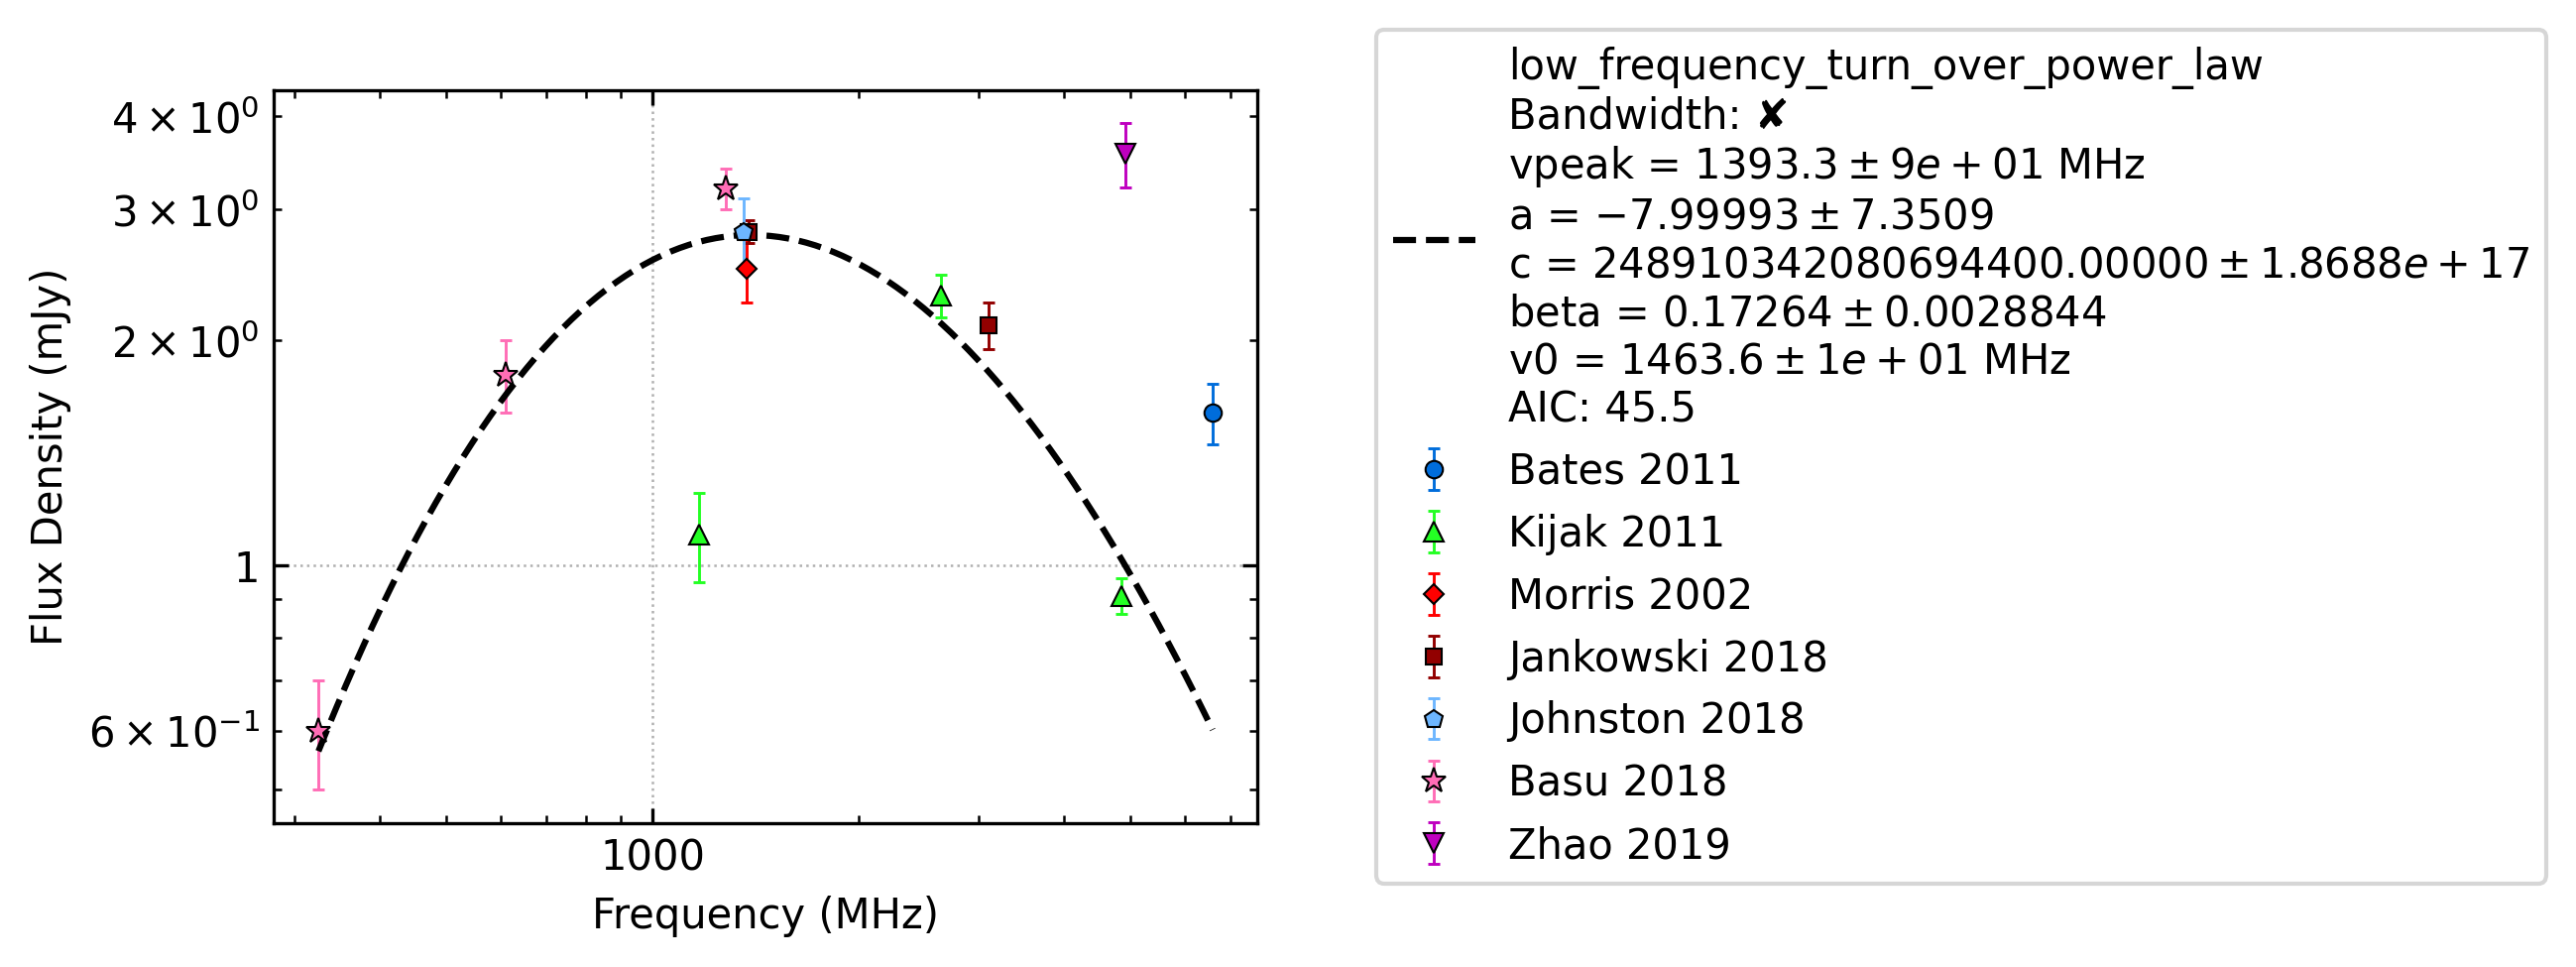 4 × 10⁰
3 × 10⁰
2 × 10⁰
1
6 × 10⁻¹
Flux Density (mJy)
1000
Frequency (MHz)
low_frequency_turn_over_power_law
Bandwidth: ✘
vpeak = 1393.3 ± 9e + 01 MHz
a = −7.99993 ± 7.3509
c = 248910342080694400.00000 ± 1.8688e + 17
beta = 0.17264 ± 0.0028844
v0 = 1463.6 ± 1e + 01 MHz
AIC: 45.5
Bates 2011
Kijak 2011
Morris 2002
Jankowski 2018
Johnston 2018
Basu 2018
Zhao 2019